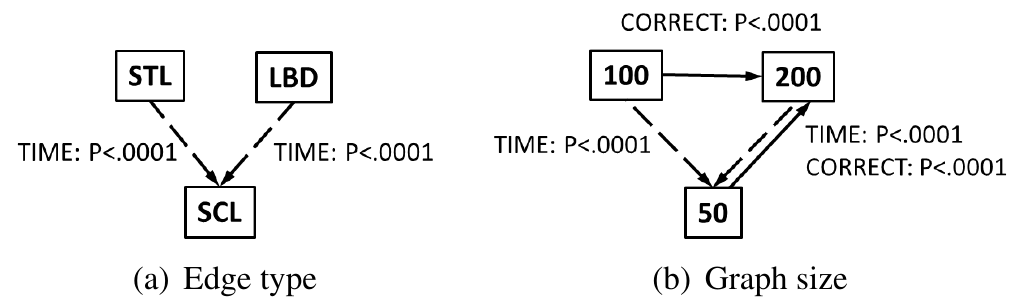 STL
LBD
TIME: P<.0001
TIME: P<.0001
SCL
(a) Edge type
CORRECT: P<.0001
100
200
TIME: P<.0001
TIME: P<.0001
CORRECT: P<.0001
50
(b) Graph size